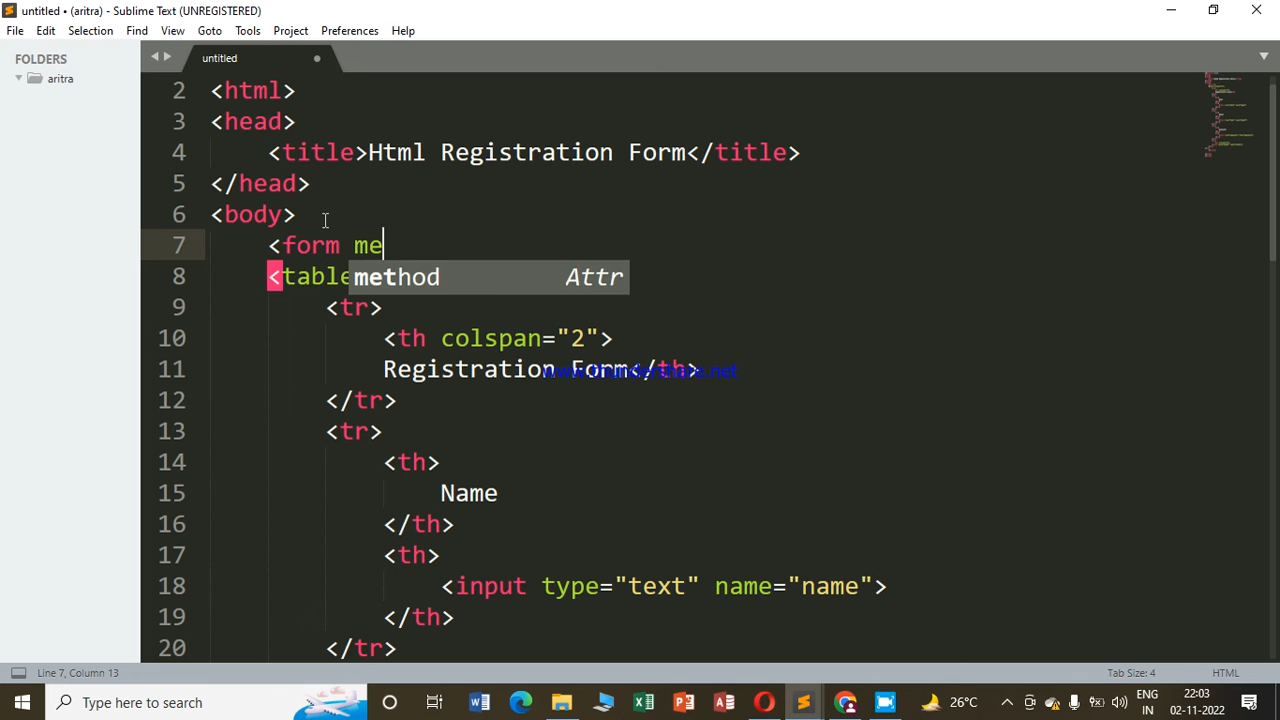 untitled • (aritra) - Sublime Text (UNREGISTERED)
File Edit Selection Find View Goto Tools Project Preferences Help
FOLDERS
aritra
untitled
2 <html>
3 <head>
4 <title>Html Registration Form</title>
5 </head>
6 <body>
7 <form me
8 <table
method Attr
9 <tr>
10 <th colspan="2">
11 Registration Form</th>
www.thundershare.net
12 </tr>
13 <tr>
14 <th>
15 Name
16 </th>
17 <th>
18 <input type="text" name="name">
19 </th>
20 </tr>
Line 7, Column 13 Tab Size: 4 HTML
Type here to search 26°C ENG 22:03
IN 02-11-2022